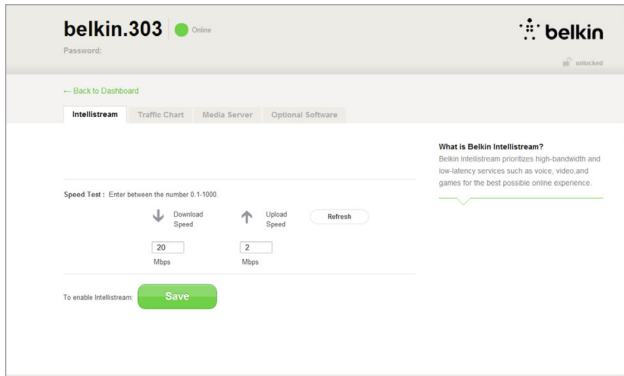 belkin.303 Online
belkin
Password:
unlocked
← Back to Dashboard
Intellistream Traffic Chart Media Server Optional Software
What is Belkin Intellistream?
Belkin Intellistream prioritizes high-bandwidth and
low-latency services such as voice, video,and
games for the best possible online experience.
Speed Test : Enter between the number 0.1-1000.
Download
Speed
Upload
Speed
Refresh
20
2
Mbps
Mbps
To enable Intellistream:
Save